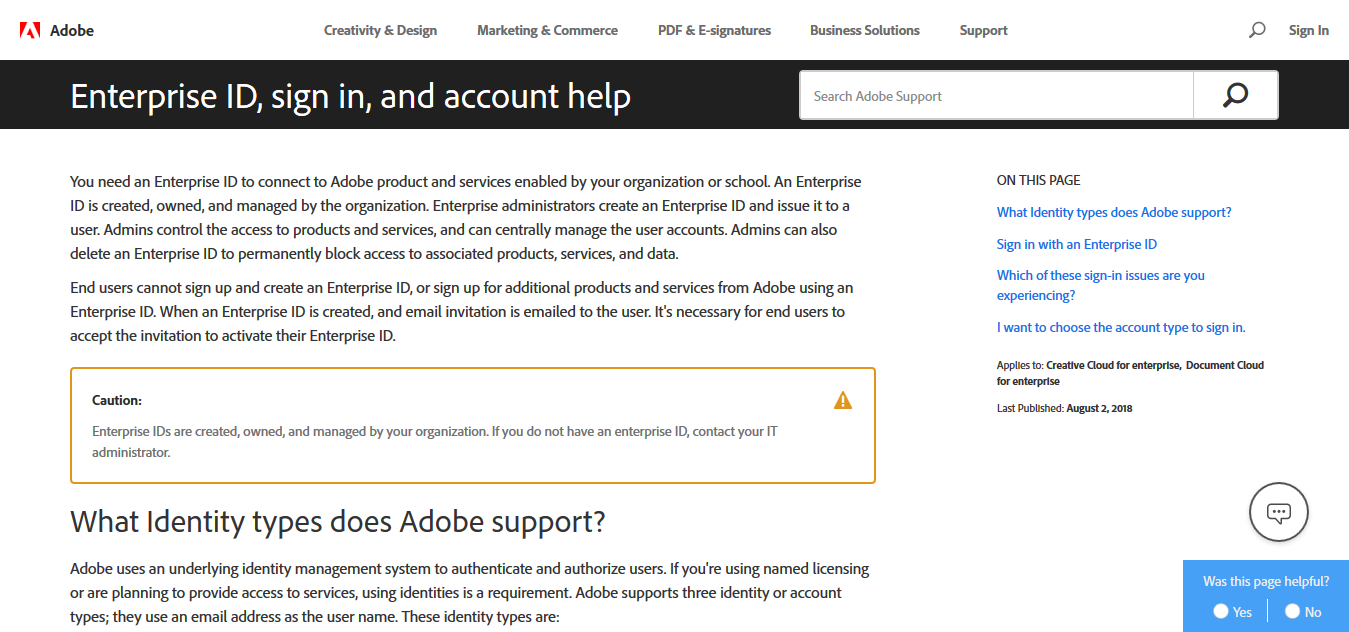 Adobe
Creativity & Design
Marketing & Commerce
PDF & E-signatures
Business Solutions
Support
Sign In
Enterprise ID, sign in, and account help
Search Adobe Support
You need an Enterprise ID to connect to Adobe product and services enabled by your organization or school. An Enterprise
ID is created, owned, and managed by the organization. Enterprise administrators create an Enterprise ID and issue it to a
user. Admins control the access to products and services, and can centrally manage the user accounts. Admins can also
delete an Enterprise ID to permanently block access to associated products, services, and data.
End users cannot sign up and create an Enterprise ID, or sign up for additional products and services from Adobe using an
Enterprise ID. When an Enterprise ID is created, and email invitation is emailed to the user. It's necessary for end users to
accept the invitation to activate their Enterprise ID.
Caution:
Enterprise IDs are created, owned, and managed by your organization. If you do not have an enterprise ID, contact your IT
administrator.
What Identity types does Adobe support?
Adobe uses an underlying identity management system to authenticate and authorize users. If you're using named licensing
or are planning to provide access to services, using identities is a requirement. Adobe supports three identity or account
types; they use an email address as the user name. These identity types are:
ON THIS PAGE
What Identity types does Adobe support?
Sign in with an Enterprise ID
Which of these sign-in issues are you
experiencing?
I want to choose the account type to sign in.
Applies to: Creative Cloud for enterprise, Document Cloud
for enterprise
Last Published: August 2, 2018
Was this page helpful?
Yes
No